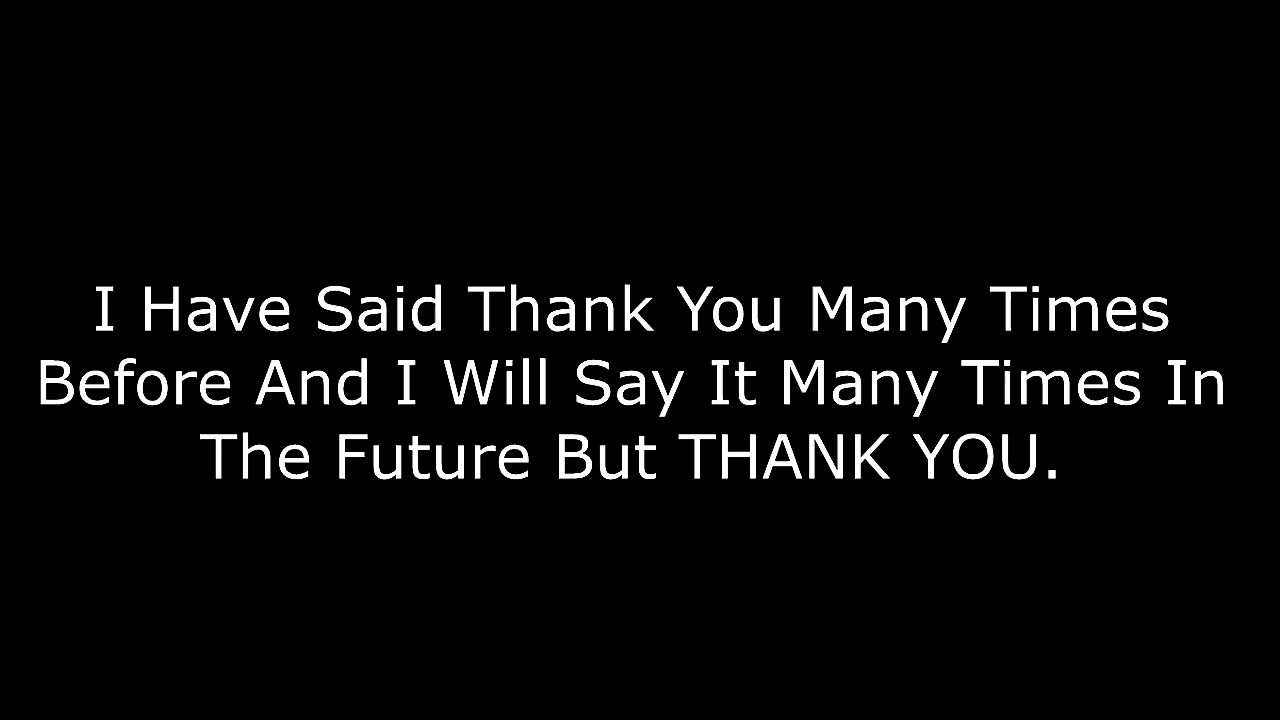 I Have Said Thank You Many Times
Before And I Will Say It Many Times In
The Future But THANK YOU.